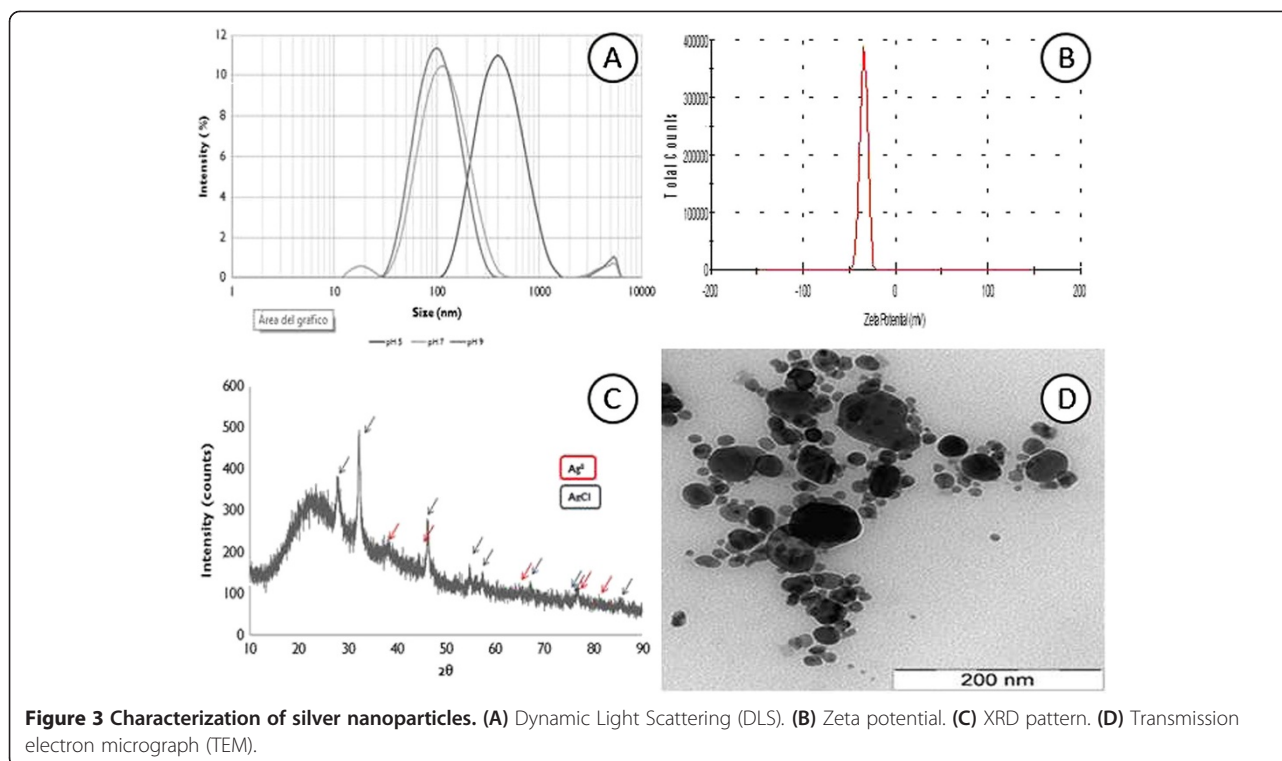 12
10
8
6
4
2
0
Intensity (%)
1 10 100 1000 10000
Size (nm)
Área del gráfico
pH 5 pH 7 pH 9
A
400000
300000
200000
100000
0
Total Counts
-200 -100 0 100 200
Zeta Potential (mV)
B
600
500
400
300
200
100
0
Intensity (counts)
10 20 30 40 50 60 70 80 90
2θ
C
Ag⁰
AgCl
D
200 nm
Figure 3 Characterization of silver nanoparticles. (A) Dynamic Light Scattering (DLS). (B) Zeta potential. (C) XRD pattern. (D) Transmission
electron micrograph (TEM).